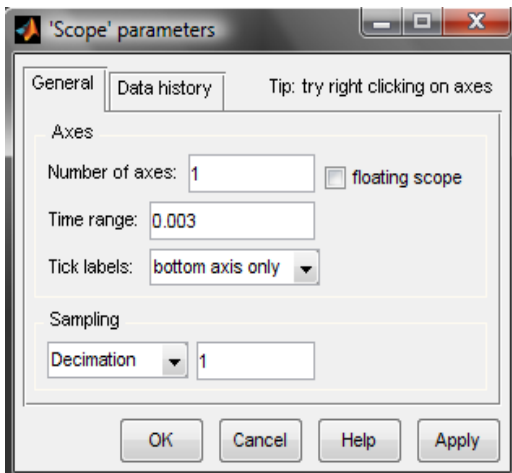 'Scope' parameters
General Data history Tip: try right clicking on axes
Axes
Number of axes: 1 floating scope
Time range: 0.003
Tick labels: bottom axis only
Sampling
Decimation 1
OK Cancel Help Apply